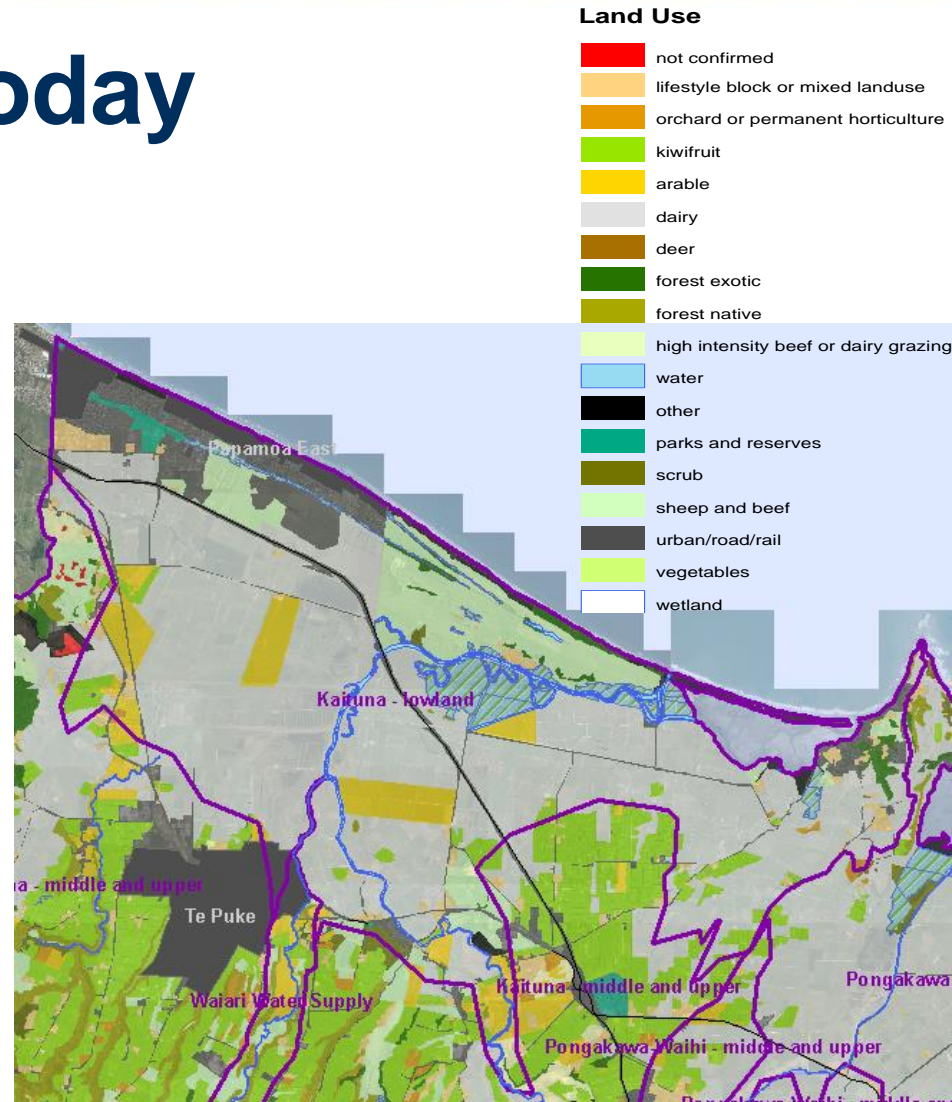 oday
Land Use
not confirmed
lifestyle block or mixed landuse
orchard or permanent horticulture
kiwifruit
arable
dairy
deer
forest exotic
forest native
high intensity beef or dairy grazing
water
other
parks and reserves
scrub
sheep and beef
urban/road/rail
vegetables
wetland
Papamoa East
Kaituna - lowland
na - middle and upper
Te Puke
Waiari Water Supply
Kaituna - middle and upper
Pongakawa
Pongakawa-Waihi - middle and upper